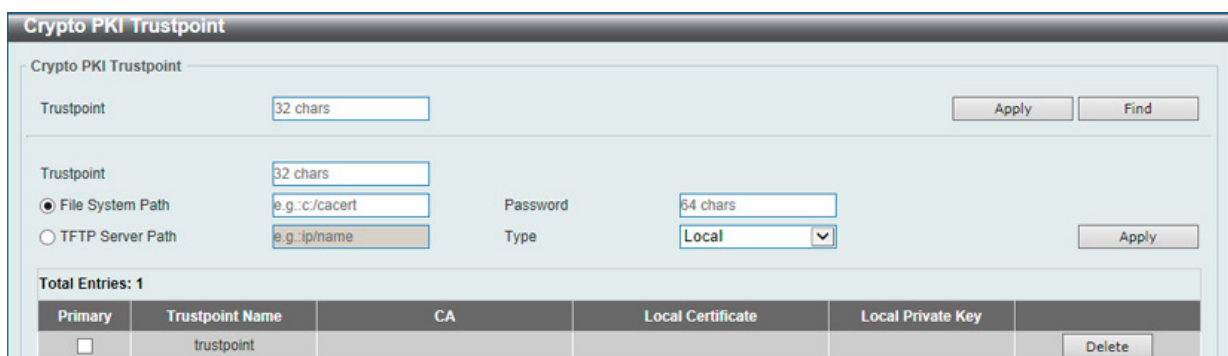 Crypto PKI Trustpoint
Crypto PKI Trustpoint
Trustpoint 32 chars Apply Find
Trustpoint 32 chars
File System Path e.g.:c:/cacert Password 64 chars
TFTP Server Path e.g.:ip/name Type Local Apply
Total Entries: 1
Primary Trustpoint Name CA Local Certificate Local Private Key
trustpoint Delete